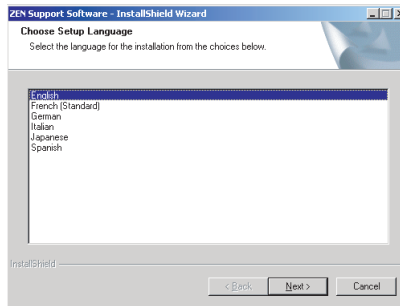 ZEN Support Software - InstallShield Wizard
Choose Setup Language
Select the language for the installation from the choices below.
English
French (Standard)
German
Italian
Japanese
Spanish
InstallShield
< Back
Next >
Cancel